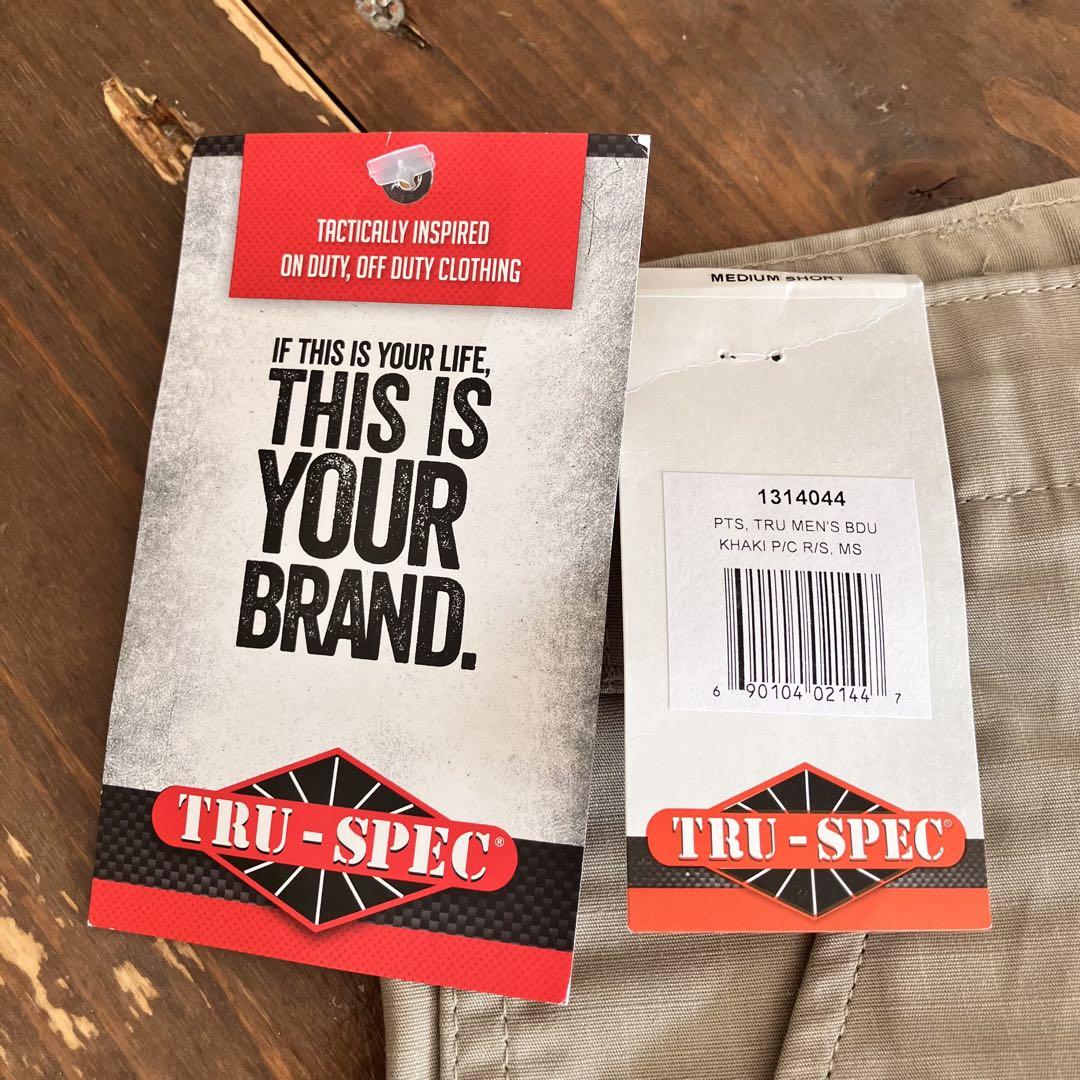 TACTICALLY INSPIRED
ON DUTY, OFF DUTY CLOTHING
IF THIS IS YOUR LIFE,
THIS IS
YOUR
BRAND.
TRU-SPEC®
MEDIUM SHORT
1314044
PTS, TRU MEN'S BDU
KHAKI P/C R/S, MS
6 90104 02144 7
TRU-SPEC®